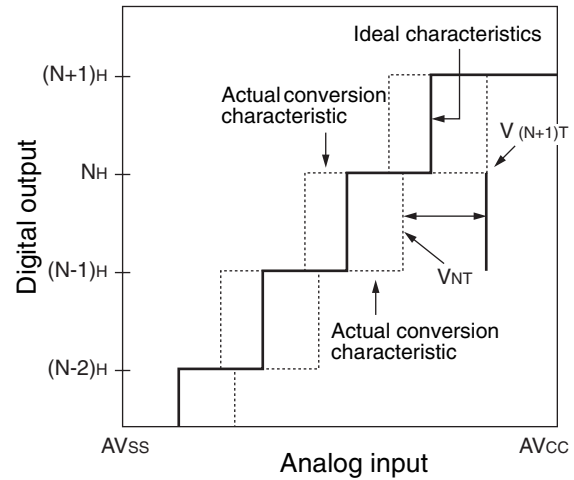 Ideal characteristics
(N+1)H
Actual conversion
characteristic
V (N+1)T
NH
Digital output
(N-1)H
VNT
Actual conversion
characteristic
(N-2)H
AVSS
AVCC
Analog input